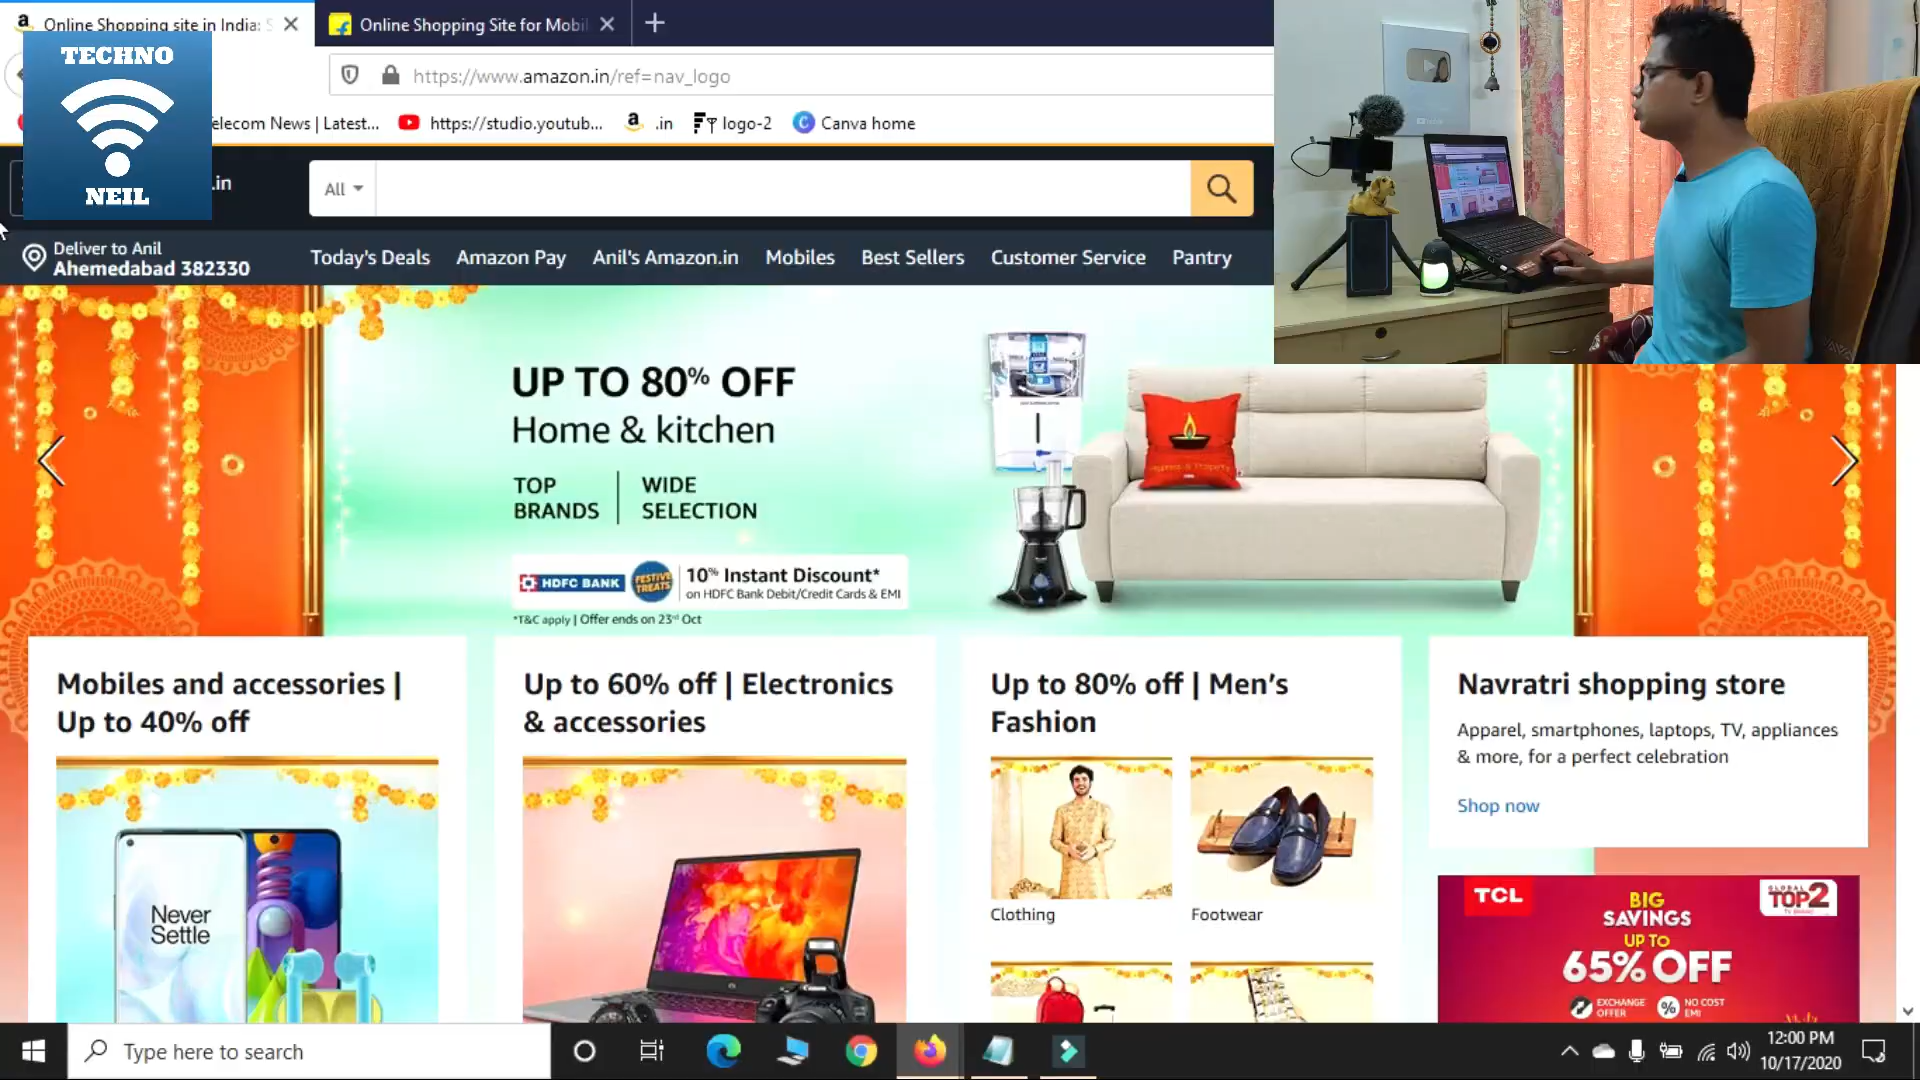 Online Shopping site in India: S
Online Shopping Site for Mobil
TECHNO
NEIL
https://www.amazon.in/ref=nav_logo
elecom News | Latest...
https://studio.youtub...
.in
logo-2
Canva home
.in
All
Deliver to Anil
Ahemedabad 382330
Today's Deals
Amazon Pay
Anil's Amazon.in
Mobiles
Best Sellers
Customer Service
Pantry
UP TO 80% OFF
Home & kitchen
TOP
BRANDS
WIDE
SELECTION
HDFC BANK
FESTIVE
TREATS
10% Instant Discount*
on HDFC Bank Debit/Credit Cards & EMI
*T&C apply | Offer ends on 23rd Oct
Mobiles and accessories |
Up to 40% off
Never
Settle
Up to 60% off | Electronics
& accessories
Up to 80% off | Men's
Fashion
Clothing
Footwear
Navratri shopping store
Apparel, smartphones, laptops, TV, appliances
& more, for a perfect celebration
Shop now
TCL
BIG
SAVINGS
UP TO
65% OFF
GLOBAL
TOP2
EXCHANGE
OFFER
NO COST
EMI
Type here to search
12:00 PM
10/17/2020